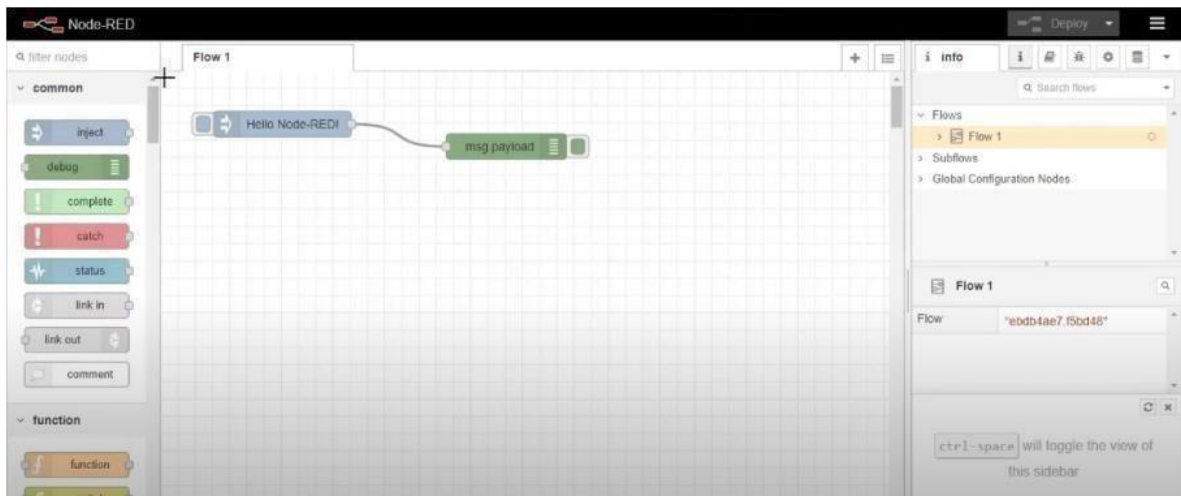 Node-RED
Deploy
filter nodes
Flow 1
i info
i
Search flows
common
inject
Hello Node-RED!
msg.payload
debug
complete
catch
status
link in
link out
comment
function
function
Flows
Flow 1
Subflows
Global Configuration Nodes
Flow 1
Flow
"ebdb4ae7.f5bd48"
ctrl-space will toggle the view of
this sidebar